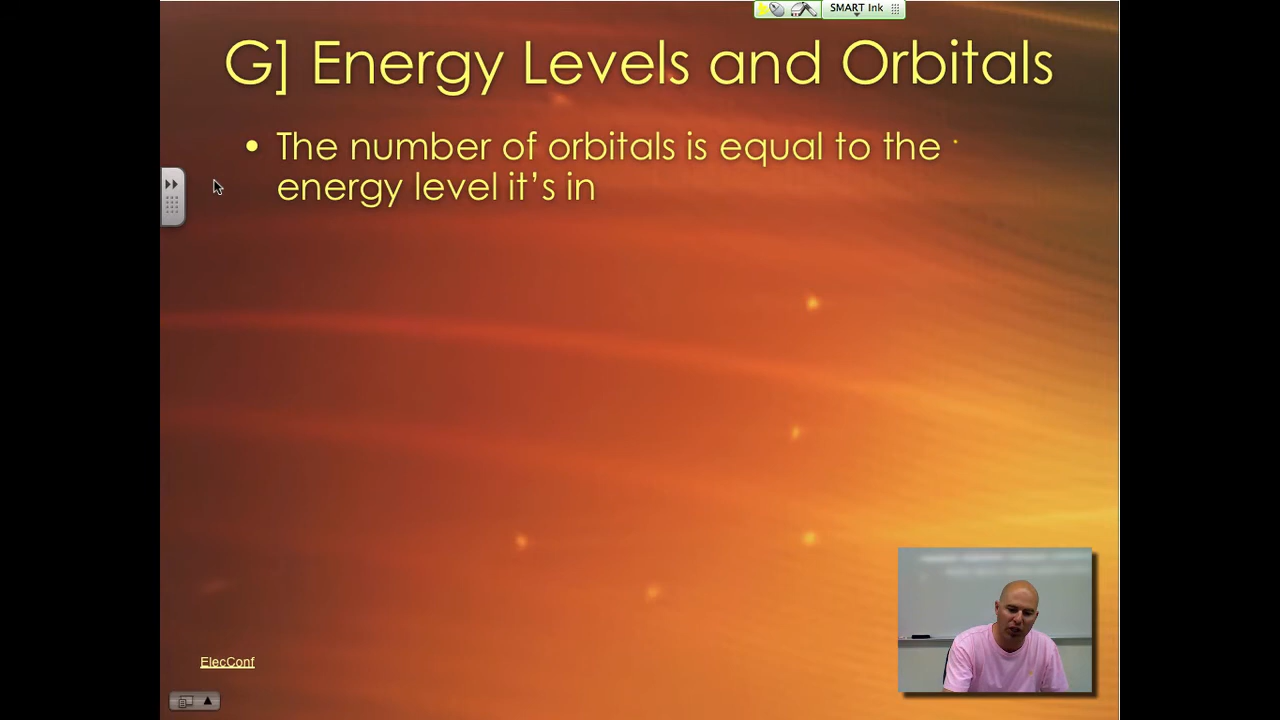 SMART Ink
G] Energy Levels and Orbitals
• The number of orbitals is equal to the
energy level it’s in
ElecConf